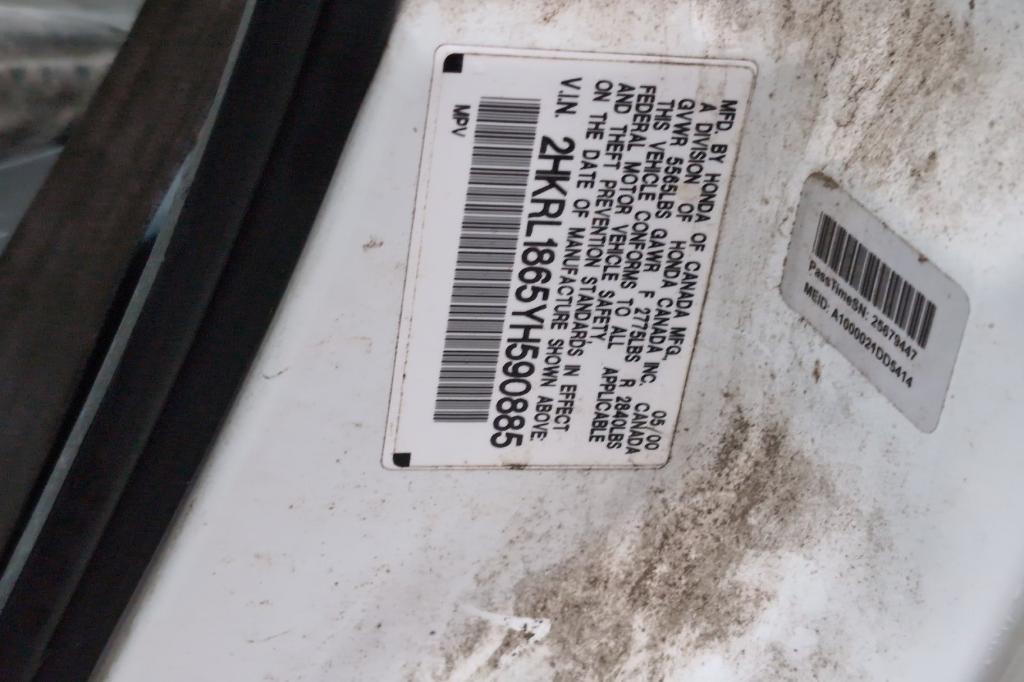 MFD. BY HONDA OF CANADA MFG. 05/00
A DIVISION OF HONDA CANADA INC. CANADA
GVWR 5565LBS GAWR F 2775LBS R 2840LBS
THIS VEHICLE CONFORMS TO ALL APPLICABLE
FEDERAL MOTOR VEHICLE SAFETY
AND THEFT PREVENTION STANDARDS IN EFFECT
ON THE DATE OF MANUFACTURE SHOWN ABOVE.
V.I.N. 2HKRL1865YH590885
MPV
PassTimeSN: 25679447
MEID: A1000021DD5414